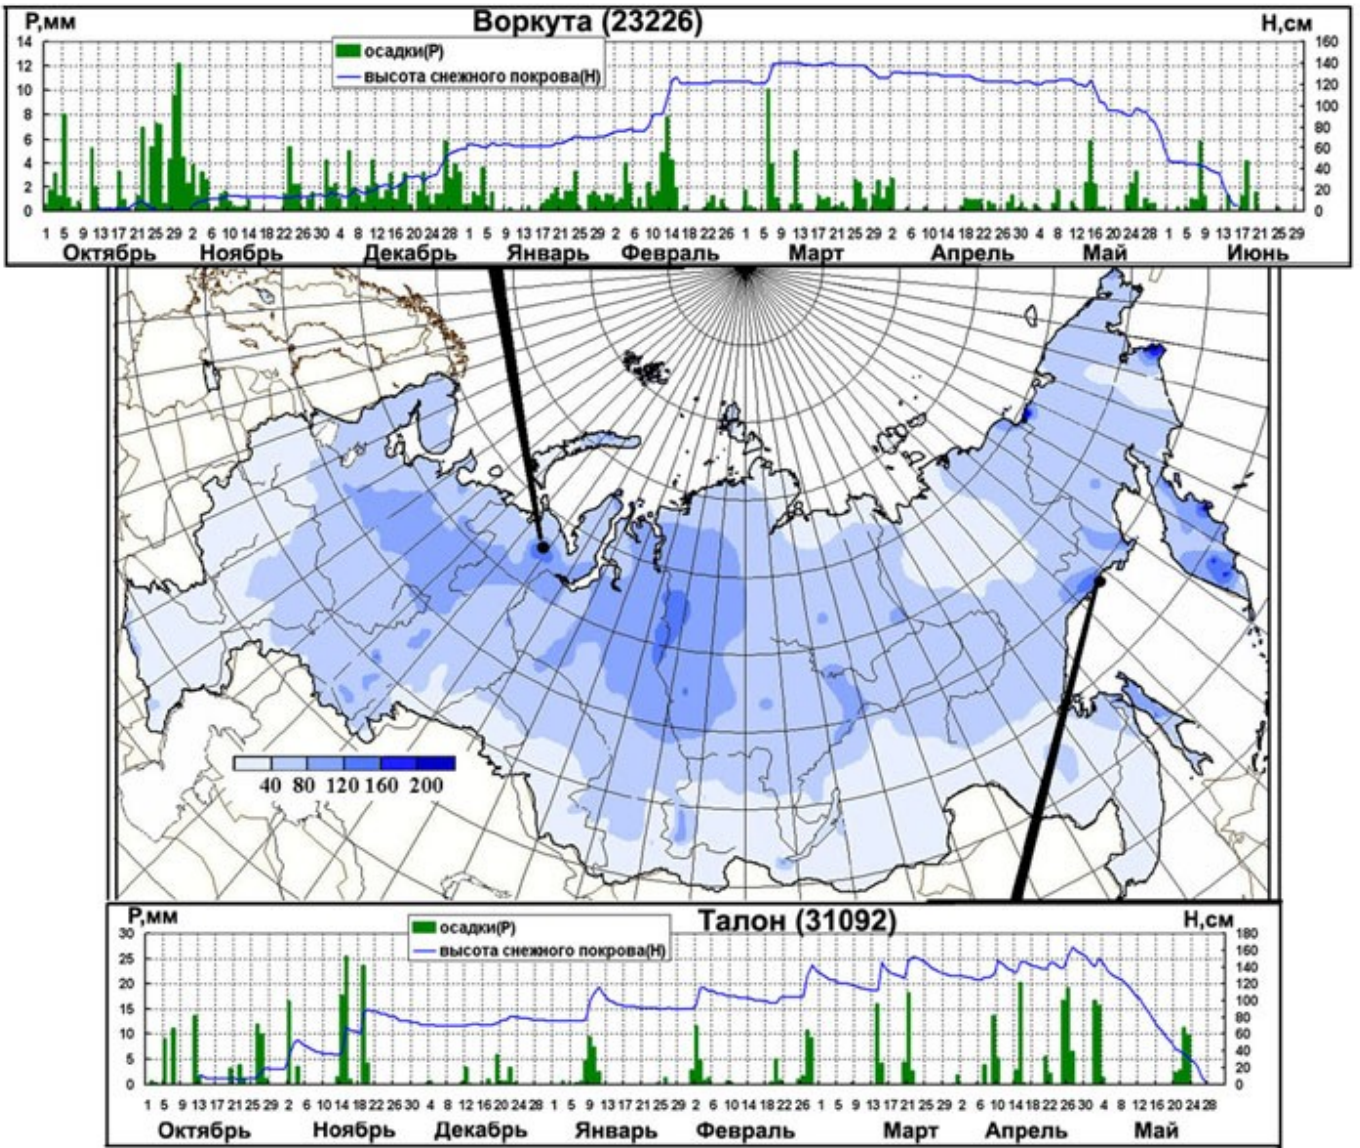 Р,мм Воркута (23226) Н,см
осадки(Р)
высота снежного покрова(Н)
14 160
12 140
120
10 100
8 80
6 60
4 40
2 20
0 0
1 5 9 13 17 21 25 29 2 6 10 14 18 22 26 30 4 8 12 16 20 24 28 1 5 9 13 17 21 25 29 2 6 10 14 18 22 26 1 5 9 13 17 21 25 29 2 6 10 14 18 22 26 30 4 8 12 16 20 24 28 1 5 9 13 17 21 25 29
Октябрь Ноябрь Декабрь Январь Февраль Март Апрель Май Июнь
40 80 120 160 200
Р,мм Талон (31092) Н,см
осадки(Р)
высота снежного покрова(Н)
30 180
25 160
140
20 120
15 100
80
10 60
5 40
20
0 0
1 5 9 13 17 21 25 29 2 6 10 14 18 22 26 30 4 8 12 16 20 24 28 1 5 9 13 17 21 25 29 2 6 10 14 18 22 26 1 5 9 13 17 21 25 29 2 6 10 14 18 22 26 30 4 8 12 16 20 24 28
Октябрь Ноябрь Декабрь Январь Февраль Март Апрель Май